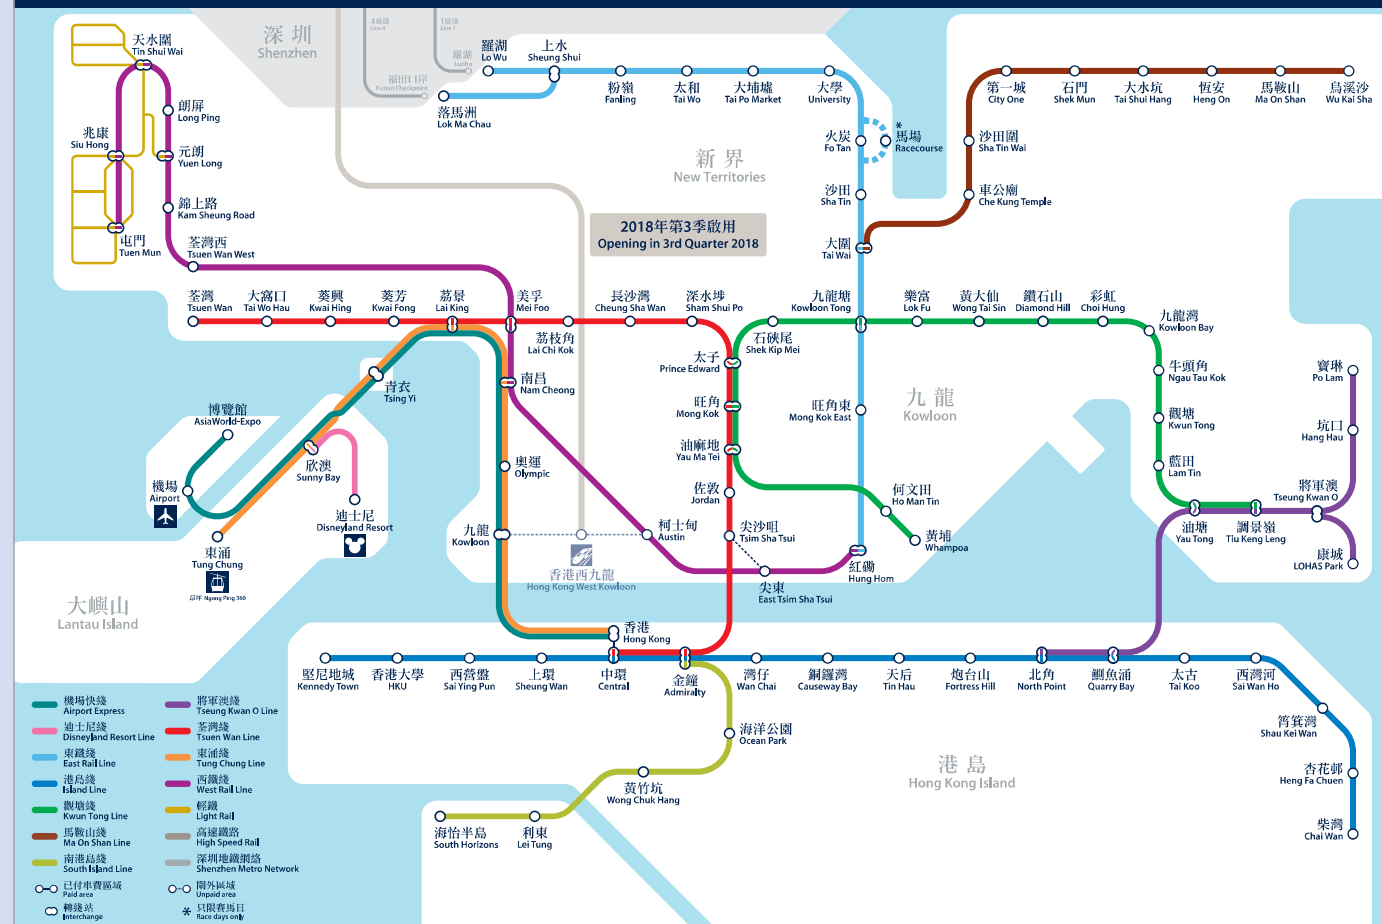 深圳
Shenzhen
4號綫
Line 4
1號綫
Line 1
羅湖
Luohu
福田口岸
Futian Checkpoint
羅湖
Lo Wu
上水
Sheung Shui
粉嶺
Fanling
太和
Tai Wo
大埔墟
Tai Po Market
大學
University
落馬洲
Lok Ma Chau
火炭
Fo Tan
*
馬場
Racecourse
沙田
Sha Tin
大圍
Tai Wai
第一城
City One
石門
Shek Mun
大水坑
Tai Shui Hang
恆安
Heng On
馬鞍山
Ma On Shan
烏溪沙
Wu Kai Sha
沙田圍
Sha Tin Wai
車公廟
Che Kung Temple
天水圍
Tin Shui Wai
朗屏
Long Ping
兆康
Siu Hong
元朗
Yuen Long
錦上路
Kam Sheung Road
屯門
Tuen Mun
荃灣西
Tsuen Wan West
新界
New Territories
2018年第3季啟用
Opening in 3rd Quarter 2018
荃灣
Tsuen Wan
大窩口
Tai Wo Hau
葵興
Kwai Hing
葵芳
Kwai Fong
荔景
Lai King
美孚
Mei Foo
荔枝角
Lai Chi Kok
長沙灣
Cheung Sha Wan
深水埗
Sham Shui Po
石硤尾
Shek Kip Mei
九龍塘
Kowloon Tong
樂富
Lok Fu
黃大仙
Wong Tai Sin
鑽石山
Diamond Hill
彩虹
Choi Hung
九龍灣
Kowloon Bay
牛頭角
Ngau Tau Kok
觀塘
Kwun Tong
藍田
Lam Tin
油塘
Yau Tong
調景嶺
Tiu Keng Leng
將軍澳
Tseung Kwan O
寶琳
Po Lam
坑口
Hang Hau
康城
LOHAS Park
太子
Prince Edward
旺角
Mong Kok
油麻地
Yau Ma Tei
佐敦
Jordan
尖沙咀
Tsim Sha Tsui
尖東
East Tsim Sha Tsui
旺角東
Mong Kok East
九龍
Kowloon
何文田
Ho Man Tin
黃埔
Whampoa
紅磡
Hung Hom
南昌
Nam Cheong
奧運
Olympic
九龍
Kowloon
柯士甸
Austin
香港西九龍
Hong Kong West Kowloon
青衣
Tsing Yi
博覽館
AsiaWorld-Expo
機場
Airport
欣澳
Sunny Bay
迪士尼
Disneyland Resort
東涌
Tung Chung
昂坪 Ngong Ping 360
大嶼山
Lantau Island
香港
Hong Kong
堅尼地城
Kennedy Town
香港大學
HKU
西營盤
Sai Ying Pun
上環
Sheung Wan
中環
Central
金鐘
Admiralty
灣仔
Wan Chai
銅鑼灣
Causeway Bay
天后
Tin Hau
炮台山
Fortress Hill
北角
North Point
鰂魚涌
Quarry Bay
太古
Tai Koo
西灣河
Sai Wan Ho
筲箕灣
Shau Kei Wan
杏花邨
Heng Fa Chuen
柴灣
Chai Wan
海洋公園
Ocean Park
黃竹坑
Wong Chuk Hang
利東
Lei Tung
海怡半島
South Horizons
港島
Hong Kong Island
機場快綫
Airport Express
迪士尼綫
Disneyland Resort Line
東鐵綫
East Rail Line
港島綫
Island Line
觀塘綫
Kwun Tong Line
馬鞍山綫
Ma On Shan Line
南港島綫
South Island Line
已付車費區域
Paid area
轉綫站
Interchange
將軍澳綫
Tseung Kwan O Line
荃灣綫
Tsuen Wan Line
東涌綫
Tung Chung Line
西鐵綫
West Rail Line
輕鐵
Light Rail
高速鐵路
High Speed Rail
深圳地鐵網絡
Shenzhen Metro Network
閘外區域
Unpaid area
* 只限賽馬日
Race days only